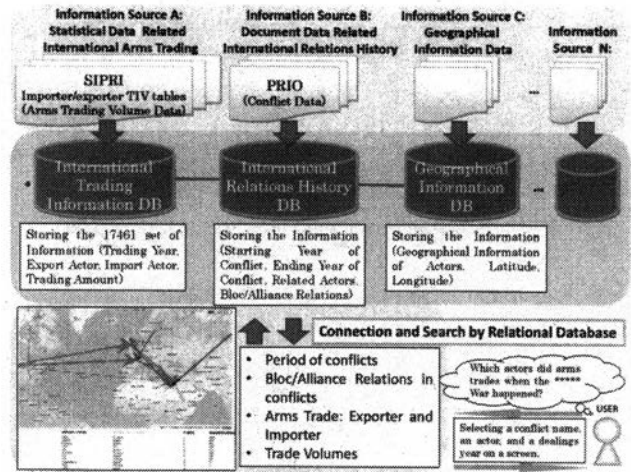 Information Source A:
Statistical Data Related
International Arms Trading
Information Source B:
Document Data Related
International Relations History
Information Source C:
Geographical
Information Data
Information
Source N:
SIPRI
Importer/exporter TIV tables
(Arms Trading Volume Data)
PRIO
(Conflict Data)
...
International
Trading
Information DB
International
Relations History
DB
Geographical
Information
DB
...
Storing the 17461 set of
Information (Trading Year,
Export Actor, Import Actor,
Trading Amount)
Storing the Information
(Starting Year of
Conflict, Ending Year of
Conflict, Related Actors,
Bloc/Alliance Relations)
Storing the Information
(Geographical Information
of Actors, Latitude,
Longitude)
Connection and Search by Relational Database
• Period of conflicts
• Bloc/Alliance Relations in
conflicts
• Arms Trade: Exporter and
Importer
• Trade Volumes
Which actors did arms
trades when the *****
War happened?
USER
Selecting a conflict name,
an actor, and a dealings
year on a screen.